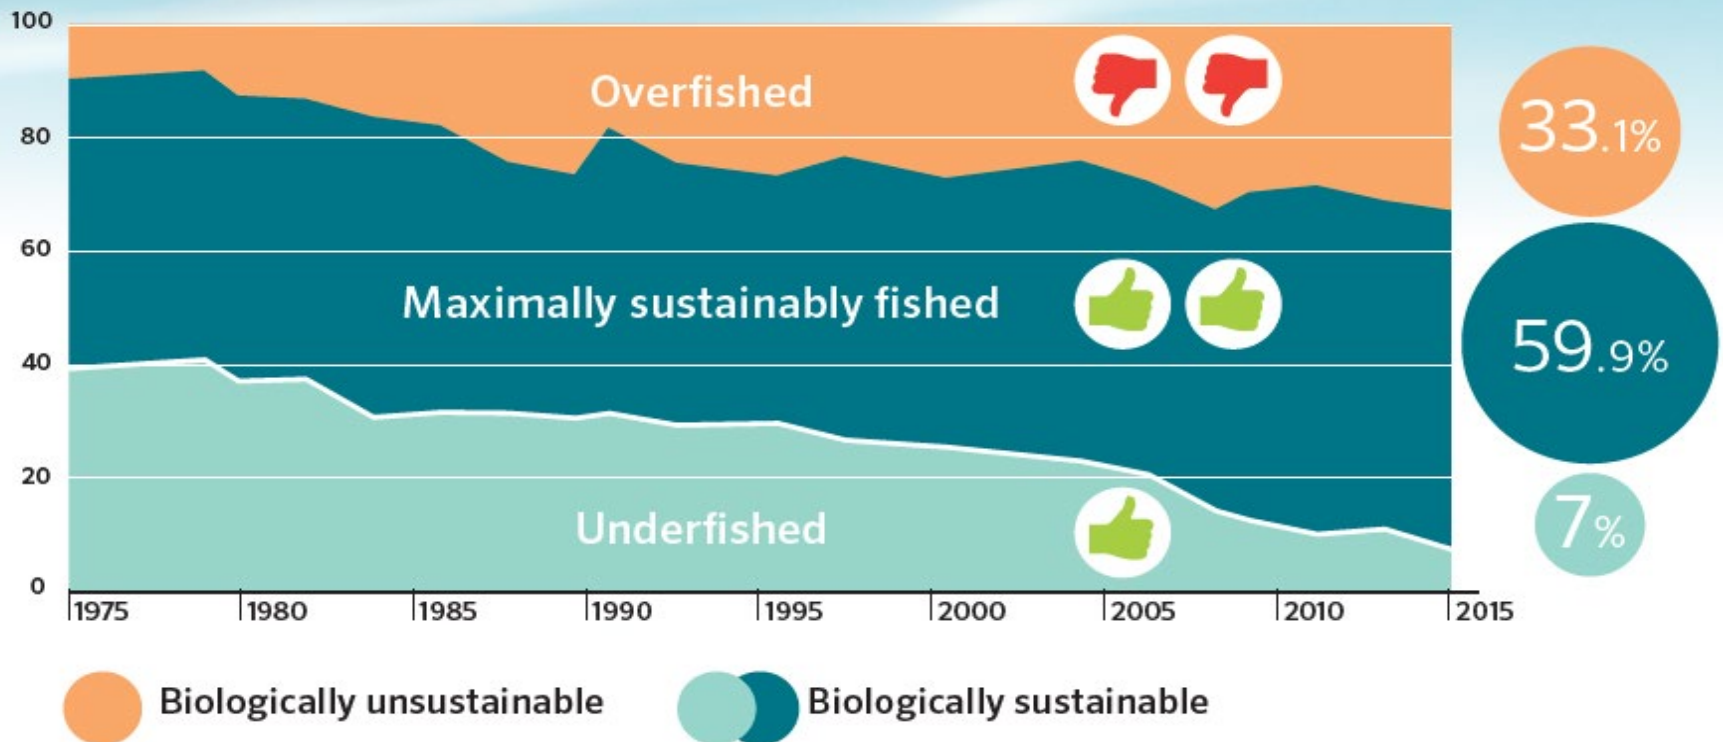 100
Overfished
33.1%
80
60
Maximally sustainably fished
59.9%
40
20
Underfished
7%
0
1975 1980 1985 1990 1995 2000 2005 2010 2015
Biologically unsustainable Biologically sustainable